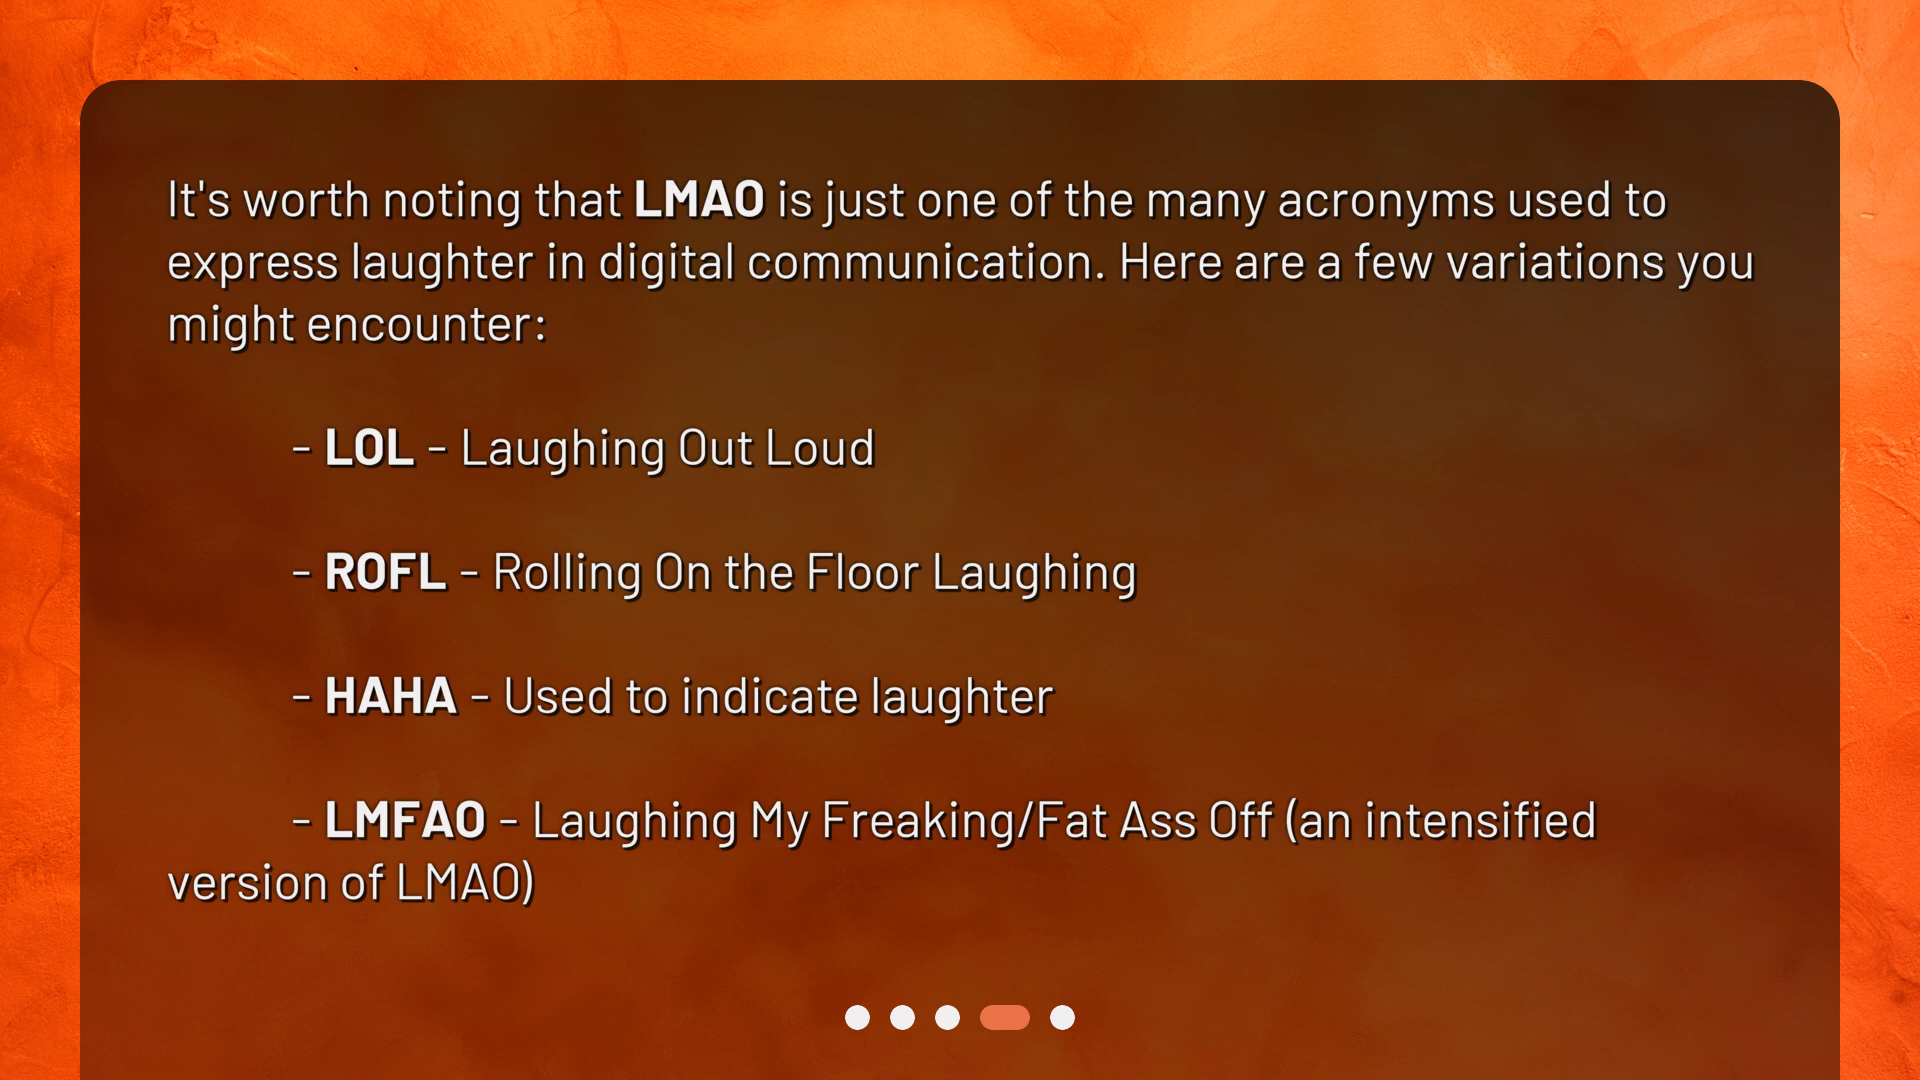 It's worth noting that LMAO is just one of the many acronyms used to
express laughter in digital communication. Here are a few variations you
might encounter:
- LOL - Laughing Out Loud
- ROFL - Rolling On the Floor Laughing
- HAHA - Used to indicate laughter
- LMFAO - Laughing My Freaking/Fat Ass Off (an intensified
version of LMAO)